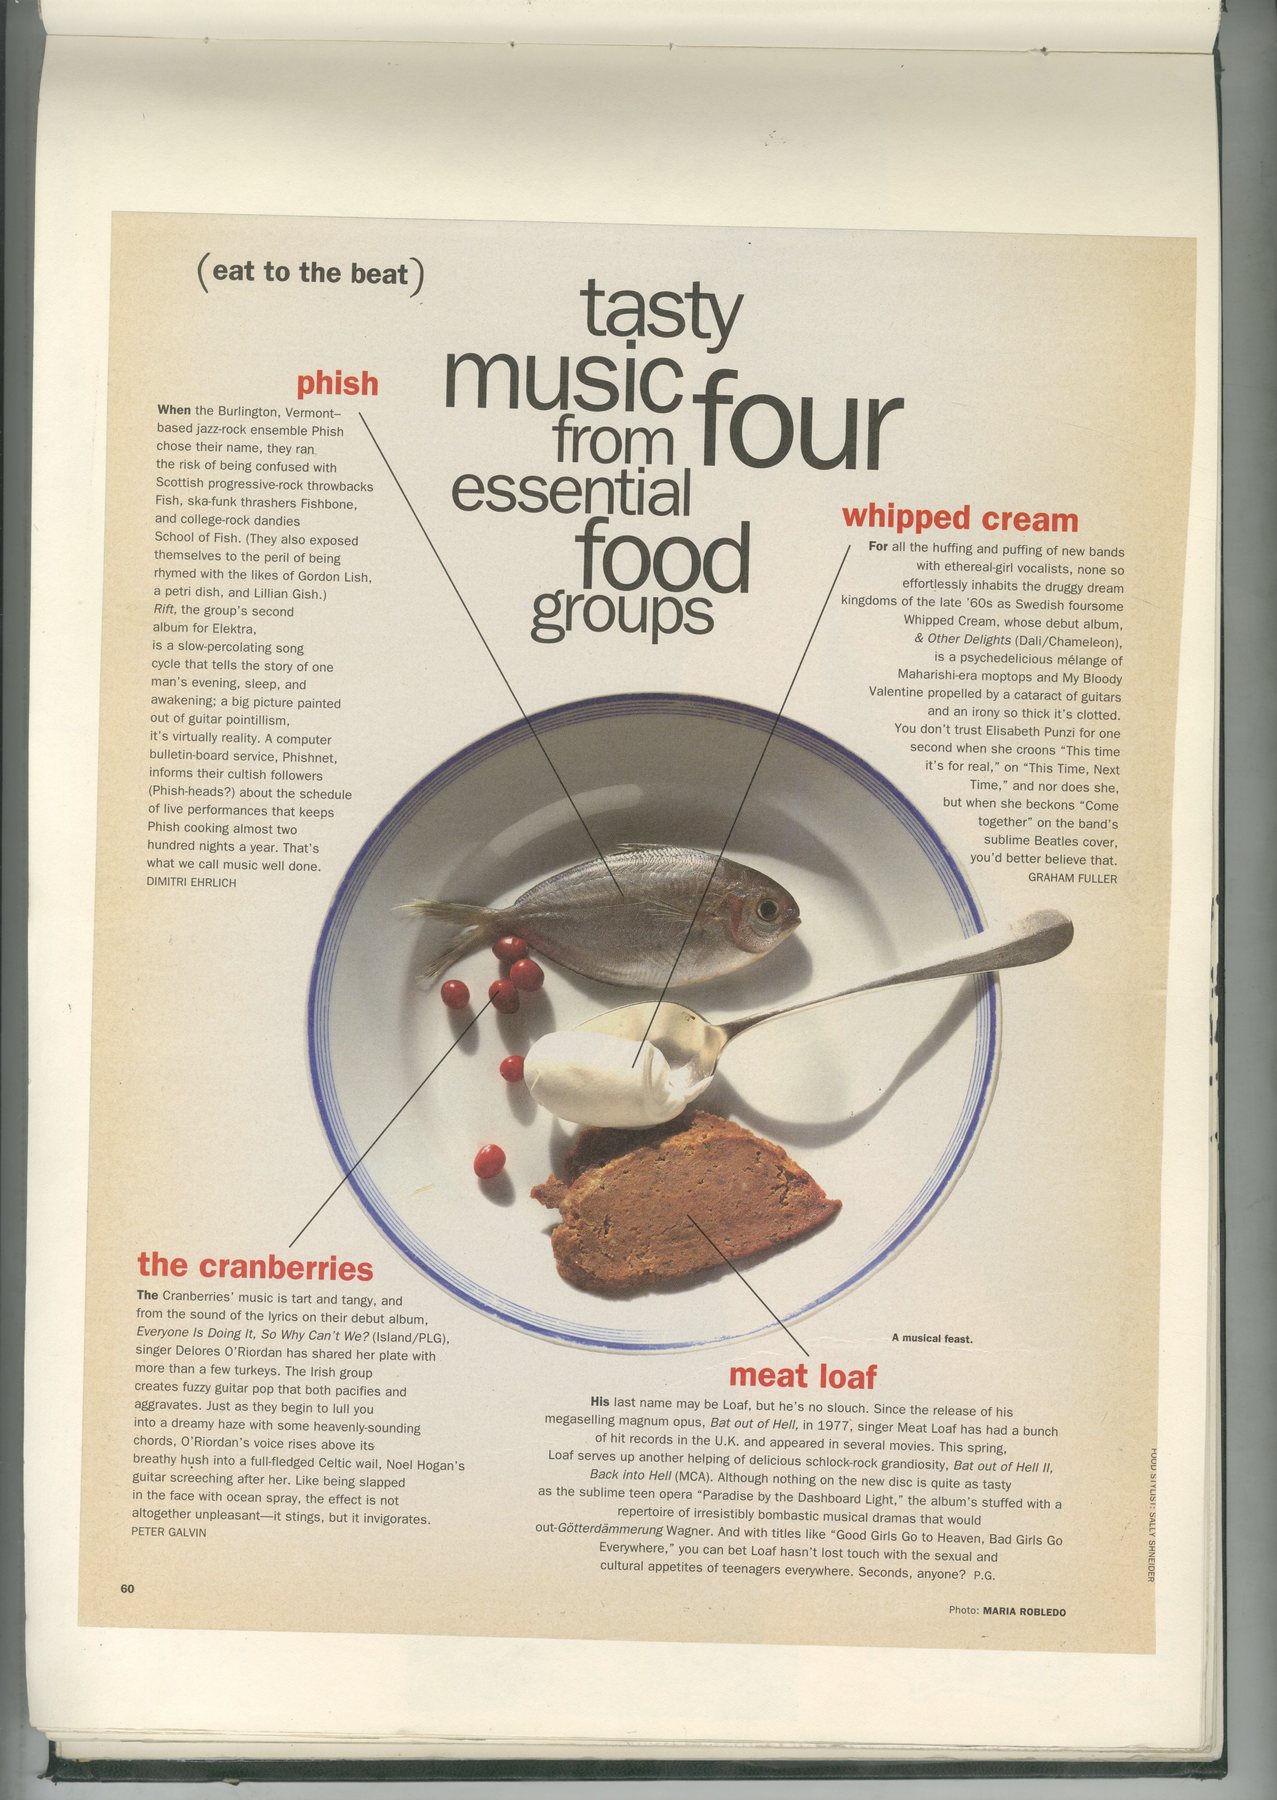 (eat to the beat)
tasty
music four
from
essential
food
groups
phish
When the Burlington, Vermont–
based jazz-rock ensemble Phish
chose their name, they ran
the risk of being confused with
Scottish progressive-rock throwbacks
Fish, ska-funk thrashers Fishbone,
and college-rock dandies
School of Fish. (They also exposed
themselves to the peril of being
rhymed with the likes of Gordon Lish,
a petri dish, and Lillian Gish.)
Rift, the group's second
album for Elektra,
is a slow-percolating song
cycle that tells the story of one
man's evening, sleep, and
awakening; a big picture painted
out of guitar pointillism,
it's virtually reality. A computer
bulletin-board service, Phishnet,
informs their cultish followers
(Phish-heads?) about the schedule
of live performances that keeps
Phish cooking almost two
hundred nights a year. That's
what we call music well done.
DIMITRI EHRLICH
whipped cream
For all the huffing and puffing of new bands
with ethereal-girl vocalists, none so
effortlessly inhabits the druggy dream
kingdoms of the late '60s as Swedish foursome
Whipped Cream, whose debut album,
& Other Delights (Dali/Chameleon),
is a psychedelicious mélange of
Maharishi-era moptops and My Bloody
Valentine propelled by a cataract of guitars
and an irony so thick it's clotted.
You don't trust Elisabeth Punzi for one
second when she croons "This time
it's for real," on "This Time, Next
Time," and nor does she,
but when she beckons "Come
together" on the band's
sublime Beatles cover,
you'd better believe that.
GRAHAM FULLER
the cranberries
The Cranberries' music is tart and tangy, and
from the sound of the lyrics on their debut album,
Everyone Is Doing It, So Why Can't We? (Island/PLG),
singer Delores O'Riordan has shared her plate with
more than a few turkeys. The Irish group
creates fuzzy guitar pop that both pacifies and
aggravates. Just as they begin to lull you
into a dreamy haze with some heavenly-sounding
chords, O'Riordan's voice rises above its
breathy hush into a full-fledged Celtic wail, Noel Hogan's
guitar screeching after her. Like being slapped
in the face with ocean spray, the effect is not
altogether unpleasant—it stings, but it invigorates.
PETER GALVIN
A musical feast.
meat loaf
His last name may be Loaf, but he's no slouch. Since the release of his
megaselling magnum opus, Bat out of Hell, in 1977, singer Meat Loaf has had a bunch
of hit records in the U.K. and appeared in several movies. This spring,
Loaf serves up another helping of delicious schlock-rock grandiosity, Bat out of Hell II,
Back into Hell (MCA). Although nothing on the new disc is quite as tasty
as the sublime teen opera "Paradise by the Dashboard Light," the album's stuffed with a
repertoire of irresistibly bombastic musical dramas that would
out-Götterdämmerung Wagner. And with titles like "Good Girls Go to Heaven, Bad Girls Go
Everywhere," you can bet Loaf hasn't lost touch with the sexual and
cultural appetites of teenagers everywhere. Seconds, anyone? P.G.
FOOD STYLIST: SALLY SHNEIDER
60
Photo: MARIA ROBLEDO